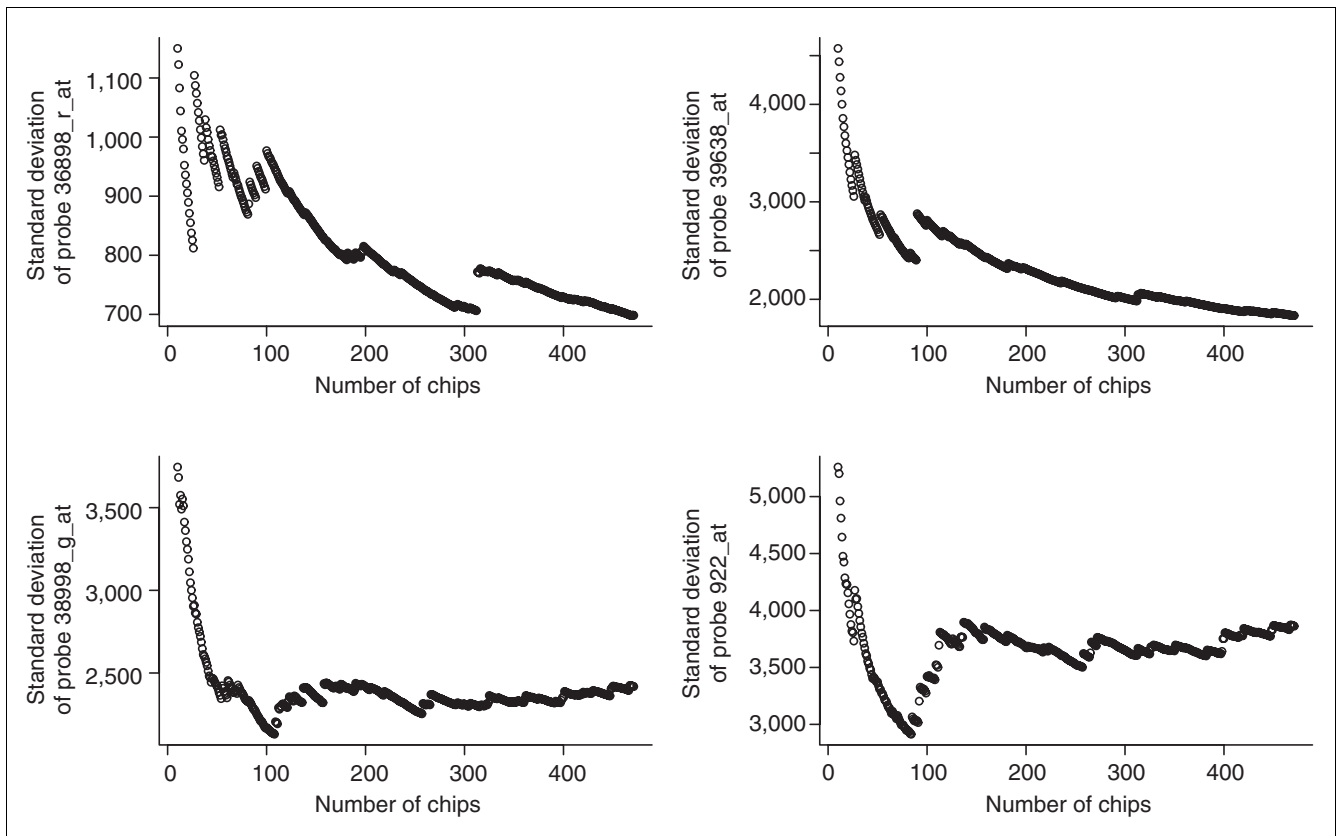 Standard deviation
of probe 36898_r_at
1,100
1,000
900
800
700
0 100 200 300 400
Number of chips
Standard deviation
of probe 39638_at
4,000
3,000
2,000
0 100 200 300 400
Number of chips
Standard deviation
of probe 38998_g_at
3,500
3,000
2,500
0 100 200 300 400
Number of chips
Standard deviation
of probe 922_at
5,000
4,500
4,000
3,500
3,000
0 100 200 300 400
Number of chips